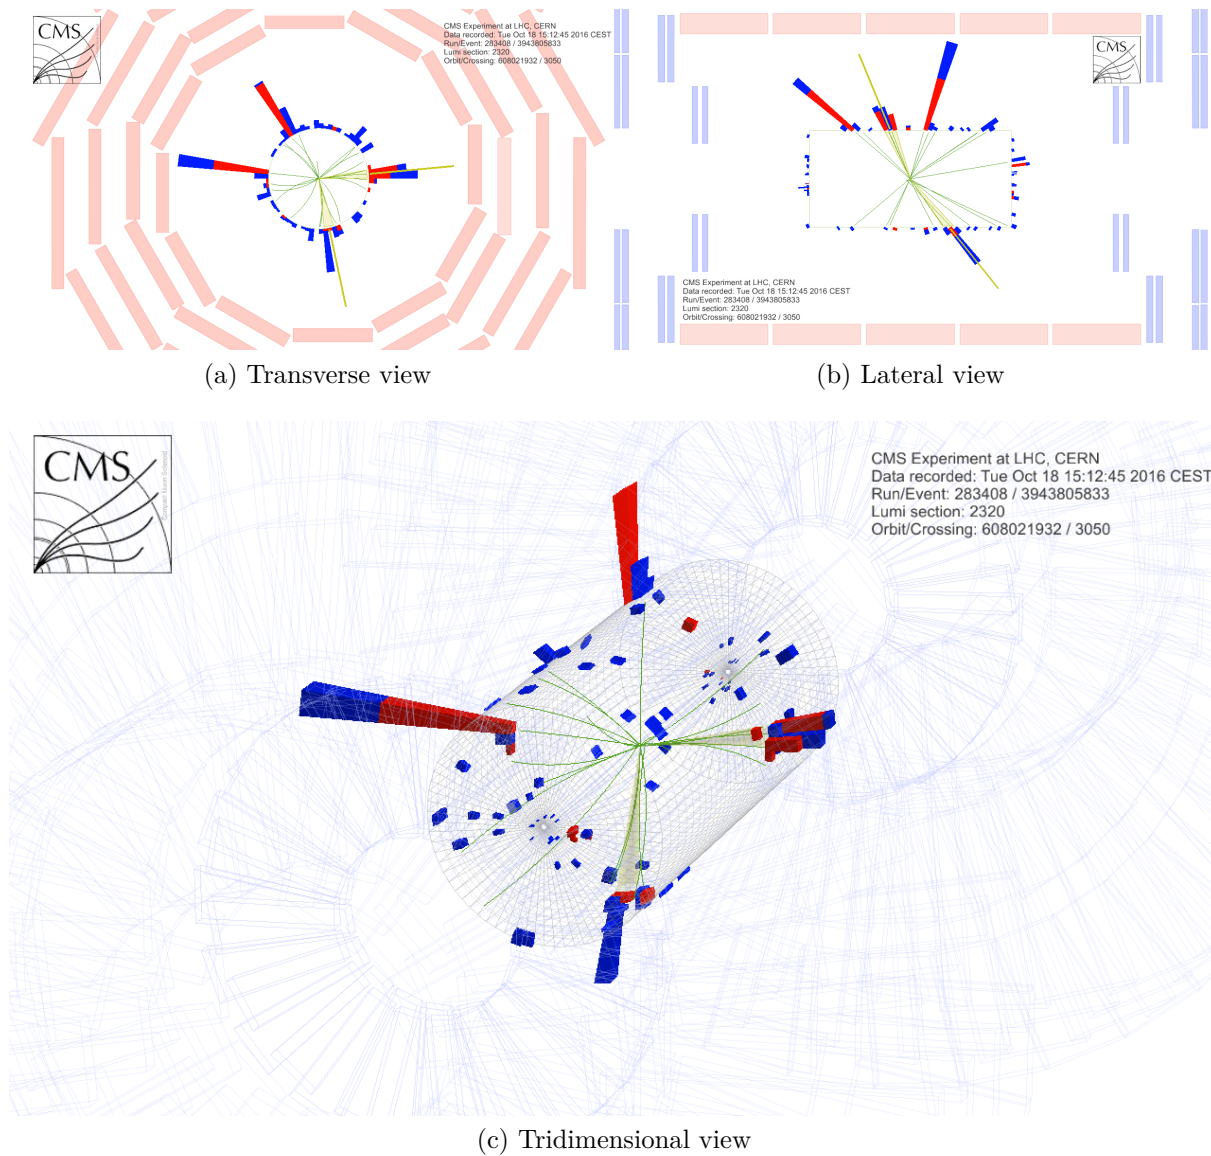 CMS
CMS Experiment at LHC, CERN
Data recorded: Tue Oct 18 15:12:45 2016 CEST
Run/Event: 283408 / 3943805833
Lumi section: 2320
Orbit/Crossing: 608021932 / 3050
CMS
CMS Experiment at LHC, CERN
Data recorded: Tue Oct 18 15:12:45 2016 CEST
Run/Event: 283408 / 3943805833
Lumi section: 2320
Orbit/Crossing: 608021932 / 3050
(a) Transverse view
(b) Lateral view
CMS
Compact Muon Solenoid
CMS Experiment at LHC, CERN
Data recorded: Tue Oct 18 15:12:45 2016 CEST
Run/Event: 283408 / 3943805833
Lumi section: 2320
Orbit/Crossing: 608021932 / 3050
(c) Tridimensional view